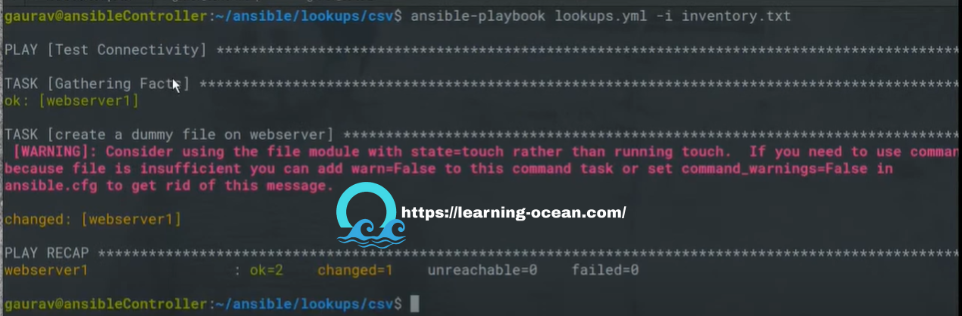 gaurav@ansibleController:~/ansible/lookups/csv$ ansible-playbook lookups.yml -i inventory.txt
PLAY [Test Connectivity] ******************************************************************************************
TASK [Gathering Facts] ********************************************************************************************
ok: [webserver1]
TASK [create a dummy file on webserver] ***************************************************************************
[WARNING]: Consider using the file module with state=touch rather than running touch.  If you need to use comman
because file is insufficient you can add warn=False to this command task or set command_warnings=False in
ansible.cfg to get rid of this message.
https://learning-ocean.com/
changed: [webserver1]
PLAY RECAP ********************************************************************************************************
webserver1                 : ok=2    changed=1    unreachable=0    failed=0
gaurav@ansibleController:~/ansible/lookups/csv$